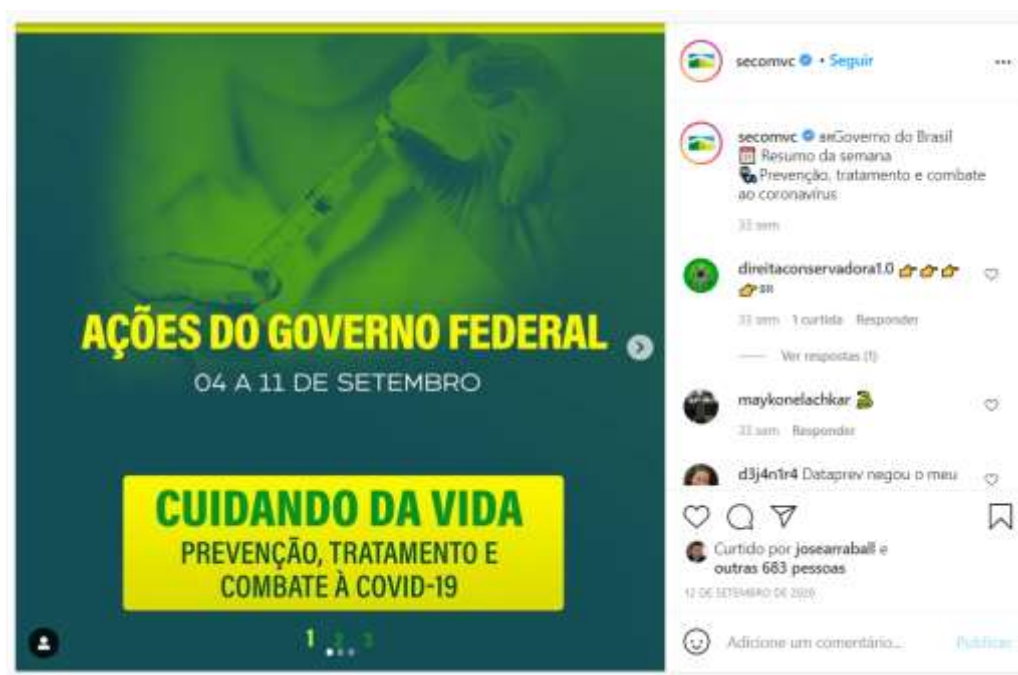 AÇÕES DO GOVERNO FEDERAL
04 A 11 DE SETEMBRO
CUIDANDO DA VIDA
PREVENÇÃO, TRATAMENTO E
COMBATE À COVID-19
1 2 3
secomvc • Seguir
secomvc Governo do Brasil
Resumo da semana
Prevenção, tratamento e combate
ao coronavírus
33 sem
direitaconservadora1.0
33 sem 1 curtida Responder
Ver respostas (1)
maykonelachkar
33 sem Responder
d3j4n1r4 Dataprev negou o meu
Curtido por josearraball e
outras 683 pessoas
12 DE SETEMBRO DE 2020
Adicione um comentário...
Publicar